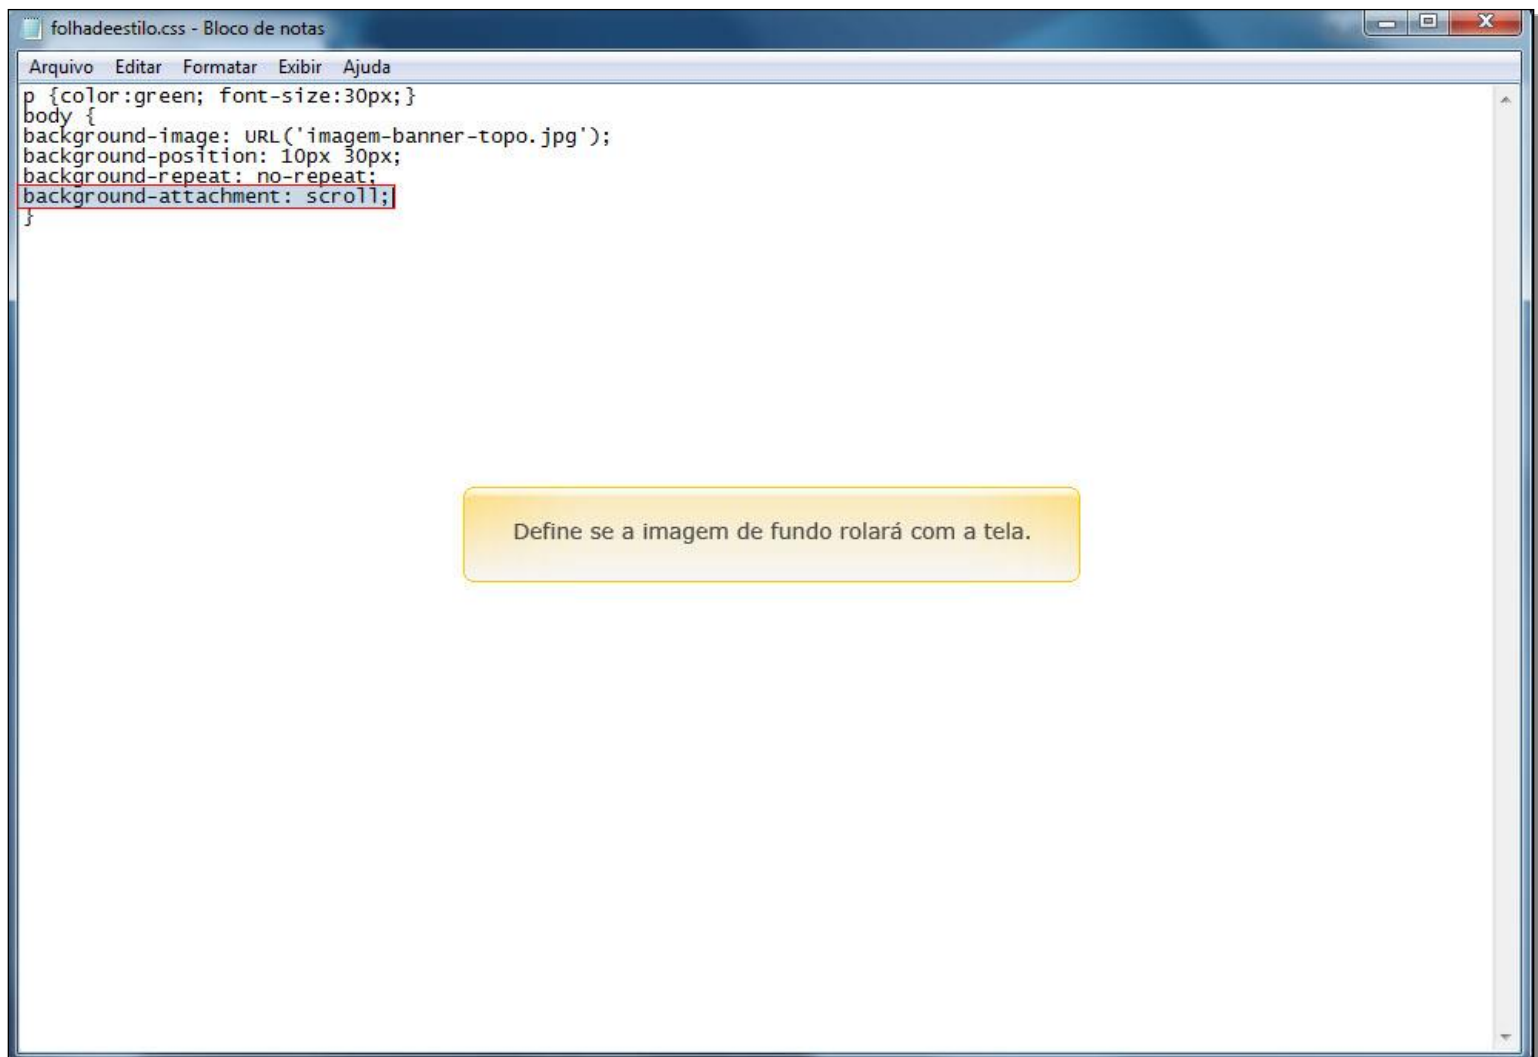 folhadeestilo.css - Bloco de notas
Arquivo Editar Formatar Exibir Ajuda
p {color:green; font-size:30px;}
body {
background-image: URL('imagem-banner-topo.jpg');
background-position: 10px 30px;
background-repeat: no-repeat;
background-attachment: scroll;
}
Define se a imagem de fundo rolará com a tela.